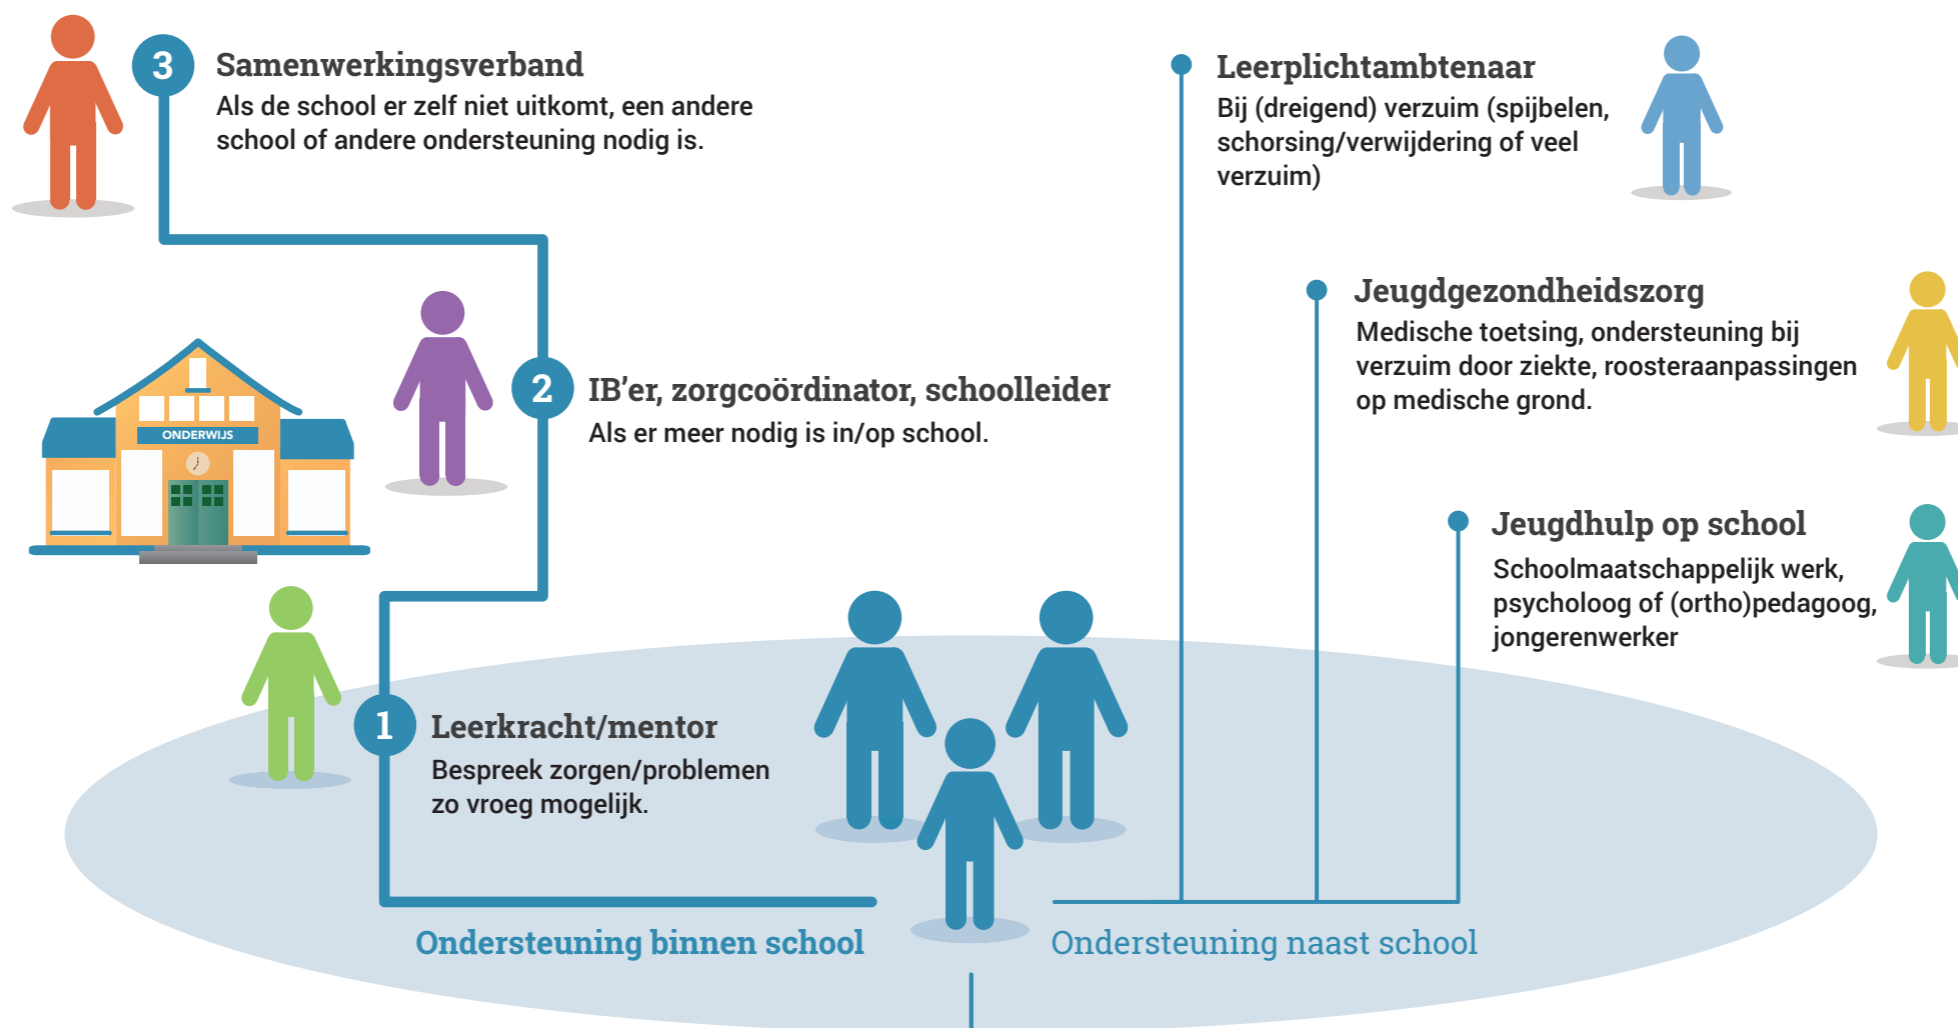 3
Samenwerkingsverband
Als de school er zelf niet uitkomt, een andere
school of andere ondersteuning nodig is.
Leerplichtambtenaar
Bij (dreigend) verzuim (spijbelen,
schorsing/verwijdering of veel
verzuim)
Jeugdgezondheidszorg
Medische toetsing, ondersteuning bij
verzuim door ziekte, roosteraanpassingen
op medische grond.
2
IB’er, zorgcoördinator, schoolleider
Als er meer nodig is in/op school.
ONDERWIJS
Jeugdhulp op school
Schoolmaatschappelijk werk,
psycholoog of (ortho)pedagoog,
jongerenwerker
1
Leerkracht/mentor
Bespreek zorgen/problemen
zo vroeg mogelijk.
Ondersteuning binnen school
Ondersteuning naast school